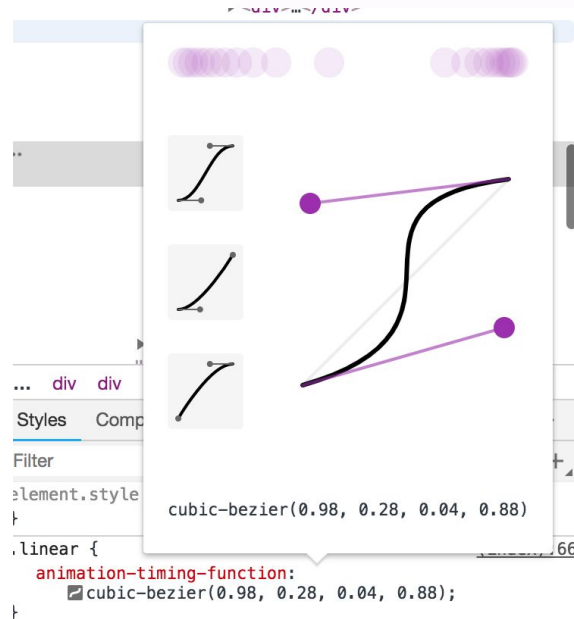 <div>…</div>
…
… div div
Styles Comp
Filter
+
element.style
}
cubic-bezier(0.98, 0.28, 0.04, 0.88)
.linear {
animation-timing-function:
cubic-bezier(0.98, 0.28, 0.04, 0.88);
}